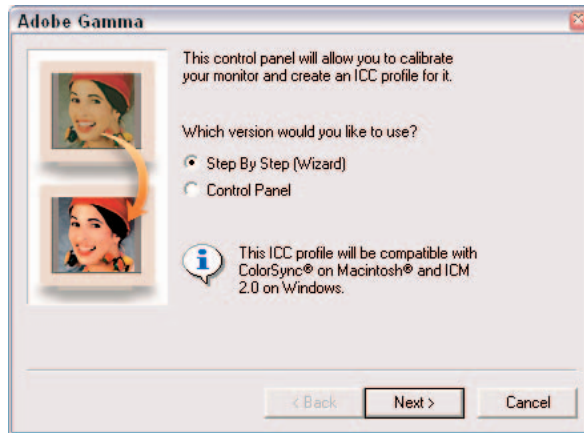 Adobe Gamma
This control panel will allow you to calibrate
your monitor and create an ICC profile for it.
Which version would you like to use?
Step By Step (Wizard)
Control Panel
This ICC profile will be compatible with
ColorSync® on Macintosh® and ICM
2.0 on Windows.
< Back
Next >
Cancel